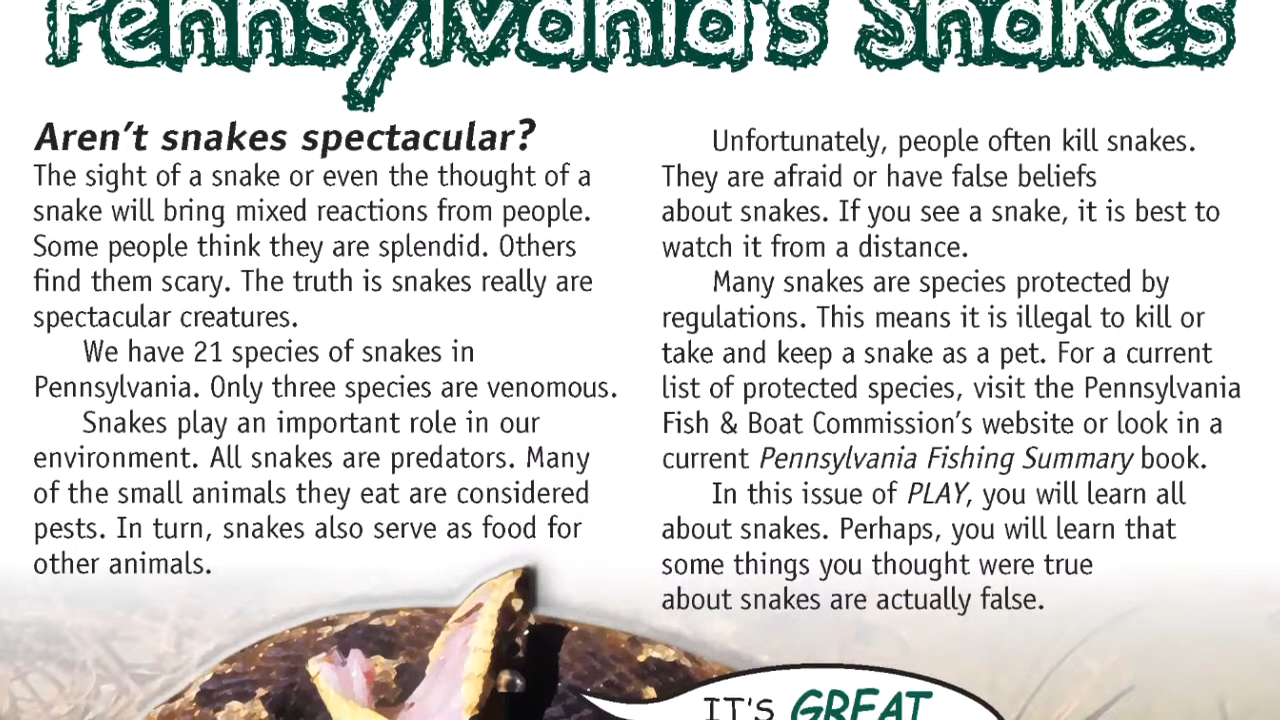 Pennsylvania's Snakes
Aren't snakes spectacular?
The sight of a snake or even the thought of a
snake will bring mixed reactions from people.
Some people think they are splendid. Others
find them scary. The truth is snakes really are
spectacular creatures.
We have 21 species of snakes in
Pennsylvania. Only three species are venomous.
Snakes play an important role in our
environment. All snakes are predators. Many
of the small animals they eat are considered
pests. In turn, snakes also serve as food for
other animals.
Unfortunately, people often kill snakes.
They are afraid or have false beliefs
about snakes. If you see a snake, it is best to
watch it from a distance.
Many snakes are species protected by
regulations. This means it is illegal to kill or
take and keep a snake as a pet. For a current
list of protected species, visit the Pennsylvania
Fish & Boat Commission's website or look in a
current Pennsylvania Fishing Summary book.
In this issue of PLAY, you will learn all
about snakes. Perhaps, you will learn that
some things you thought were true
about snakes are actually false.
IT'S GREAT